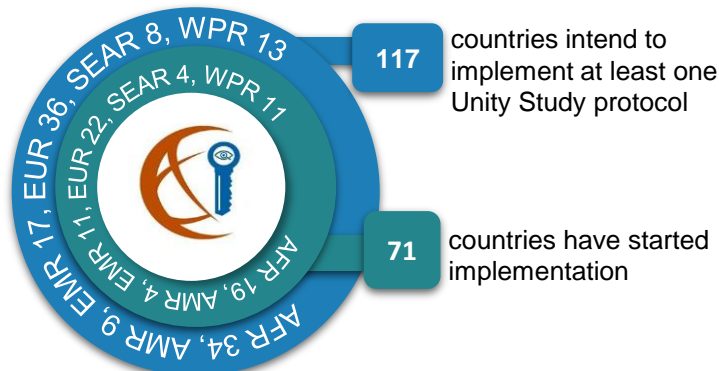 AFR 34, AMR 9, EMR 17, EUR 36, SEAR 8, WPR 13
AFR 19, AMR 4, EMR 11, EUR 22, SEAR 4, WPR 11
117
countries intend to
implement at least one
Unity Study protocol
71
countries have started
implementation